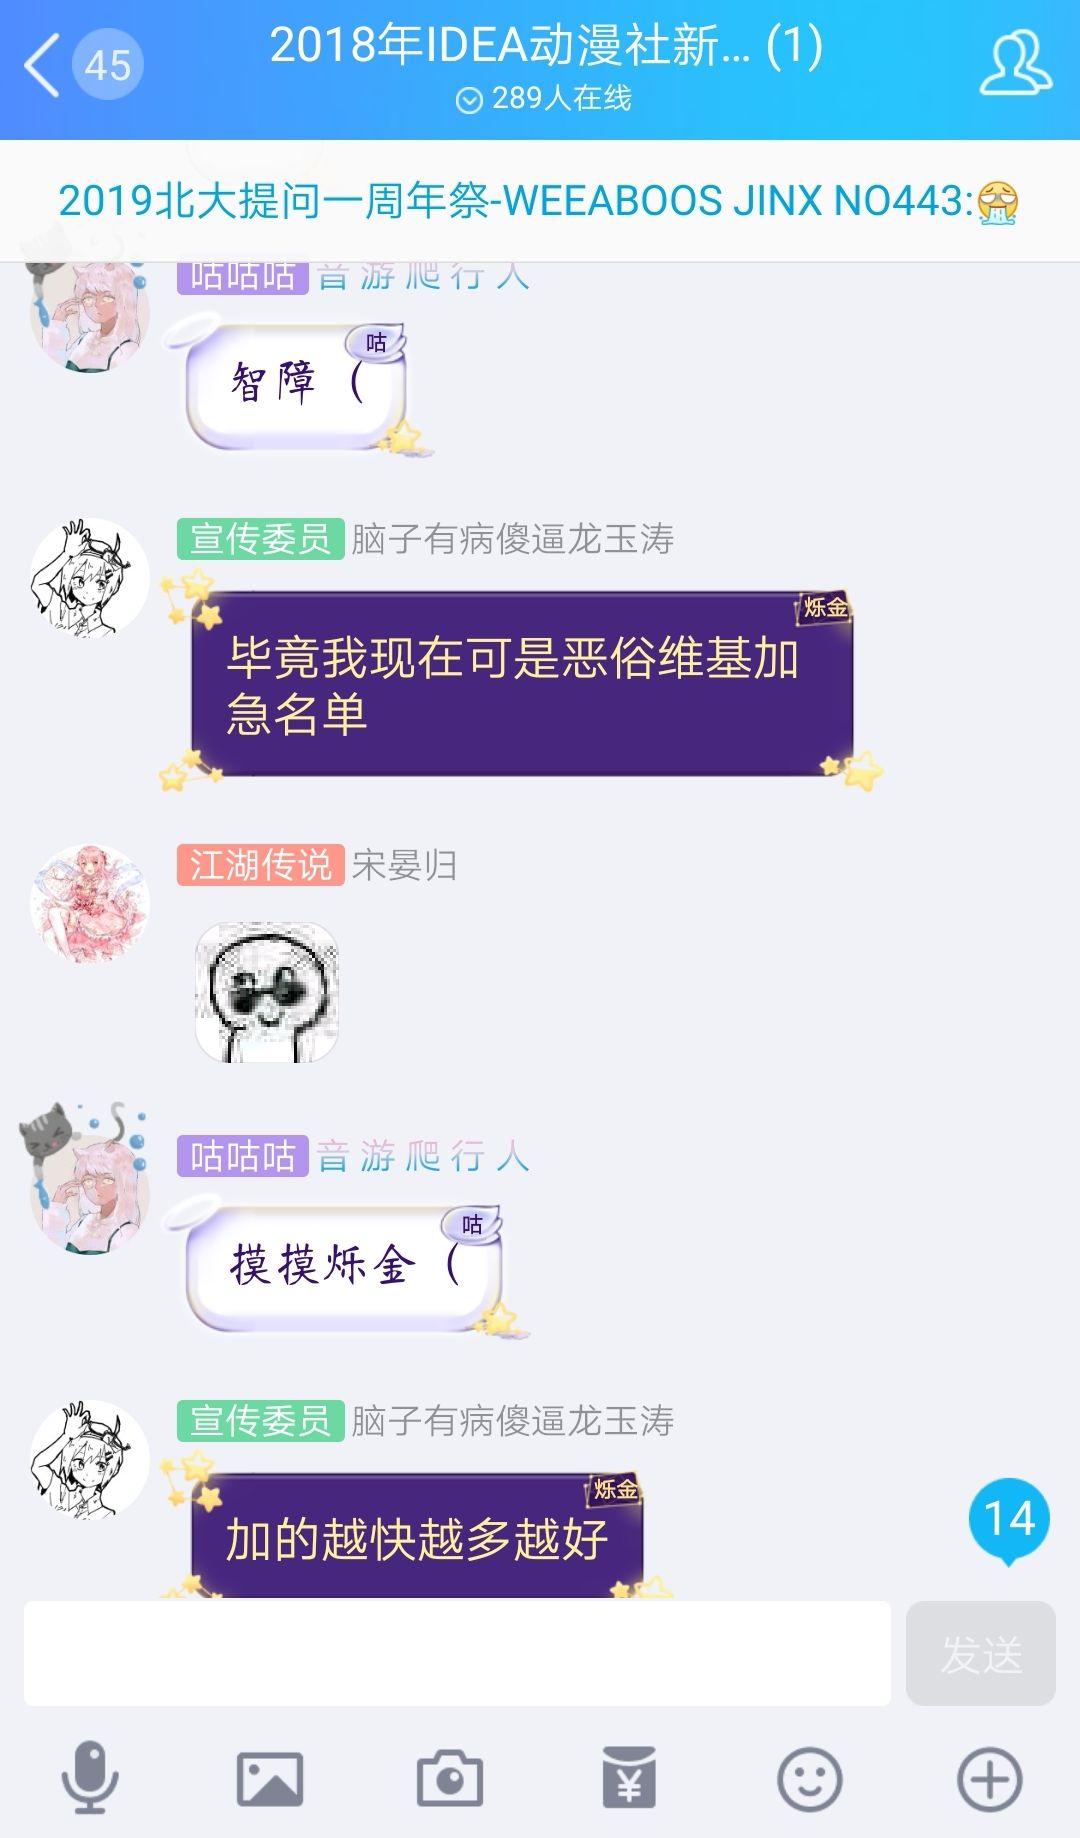 45
2018年IDEA动漫社新... (1)
289人在线
2019北大提问一周年祭-WEEABOOS JINX NO443:
咕咕咕 音游爬行人
咕
智障（
宣传委员 脑子有病傻逼龙玉涛
烁金
毕竟我现在可是恶俗维基加
急名单
江湖传说 宋晏归
咕咕咕 音游爬行人
咕
摸摸烁金（
宣传委员 脑子有病傻逼龙玉涛
烁金
加的越快越多越好
14
发送